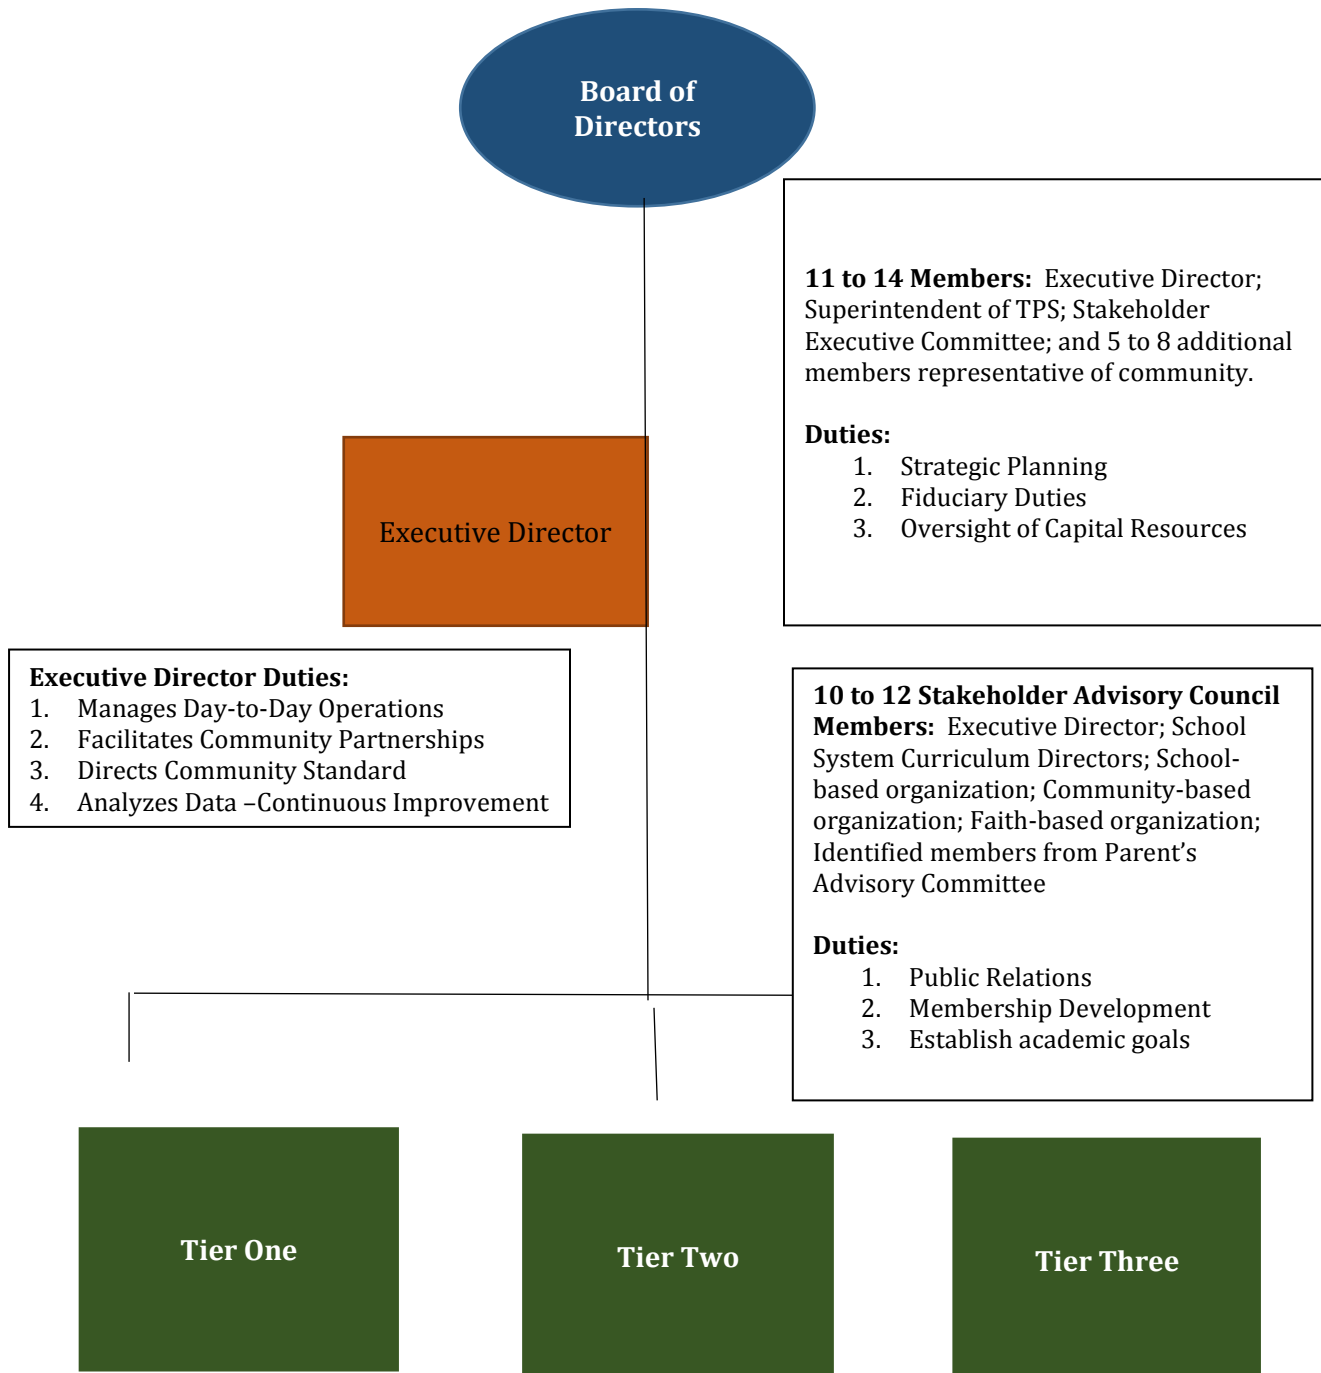 Board of
Directors
11 to 14 Members:  Executive Director;
Superintendent of TPS; Stakeholder
Executive Committee; and 5 to 8 additional
members representative of community.
Duties:
1. Strategic Planning
2. Fiduciary Duties
3. Oversight of Capital Resources
Executive Director
Executive Director Duties:
1. Manages Day-to-Day Operations
2. Facilitates Community Partnerships
3. Directs Community Standard
4. Analyzes Data –Continuous Improvement
10 to 12 Stakeholder Advisory Council
Members:  Executive Director; School
System Curriculum Directors; School-
based organization; Community-based
organization; Faith-based organization;
Identified members from Parent's
Advisory Committee
Duties:
1. Public Relations
2. Membership Development
3. Establish academic goals
Tier One
Tier Two
Tier Three